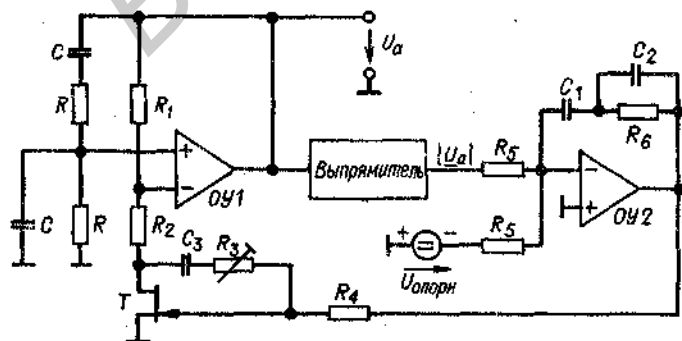 C
R
R₁
Uₐ
+
−
ОУ1
C
R
R₂
C₃
R₃
T
R₄
Выпрямитель
|Uₐ|
R₅
+
−
=
Uопорн
R₅
C₁
C₂
R₆
−
+
ОУ2